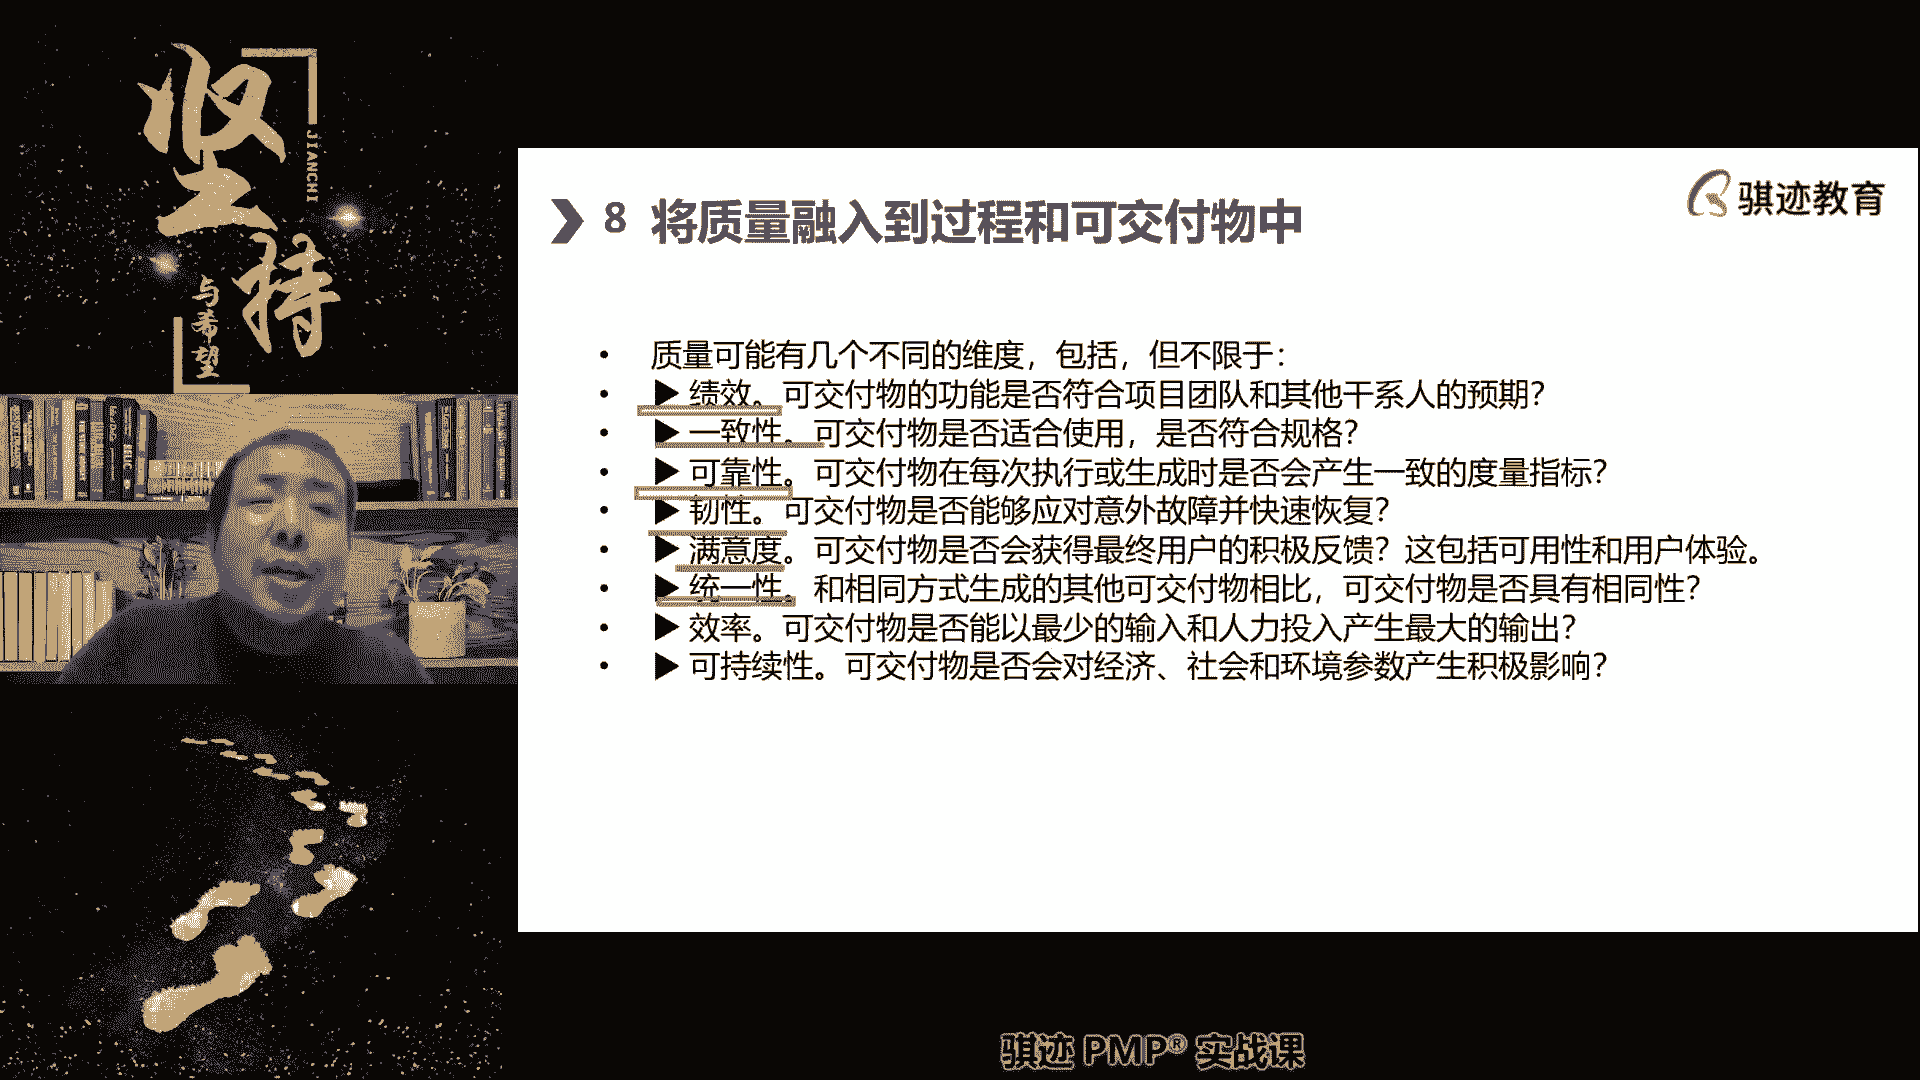 坚持
JIANCHI
与希望
骐迹教育
8 将质量融入到过程和可交付物中
• 质量可能有几个不同的维度，包括，但不限于：
• ▶ 绩效。可交付物的功能是否符合项目团队和其他干系人的预期？
• ▶ 一致性。可交付物是否适合使用，是否符合规格？
• ▶ 可靠性。可交付物在每次执行或生成时是否会产生一致的度量指标？
• ▶ 韧性。可交付物是否能够应对意外故障并快速恢复？
• ▶ 满意度。可交付物是否会获得最终用户的积极反馈？这包括可用性和用户体验。
• ▶ 统一性。和相同方式生成的其他可交付物相比，可交付物是否具有相同性？
• ▶ 效率。可交付物是否能以最少的输入和人力投入产生最大的输出？
• ▶ 可持续性。可交付物是否会对经济、社会和环境参数产生积极影响？
骐迹 PMP® 实战课